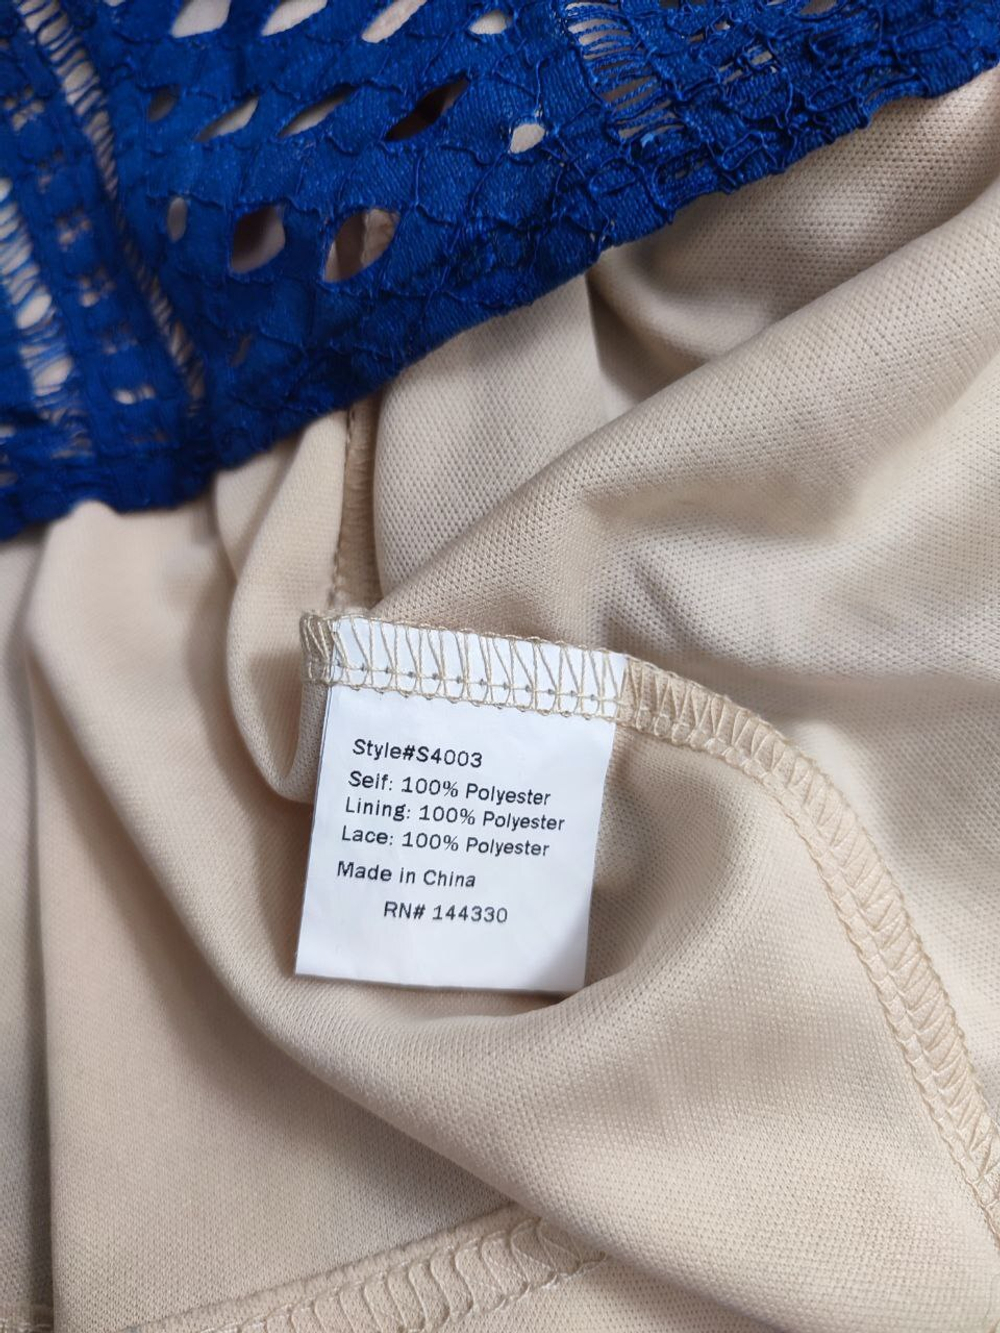 Style#S4003
Self: 100% Polyester
Lining: 100% Polyester
Lace: 100% Polyester
Made in China
RN# 144330